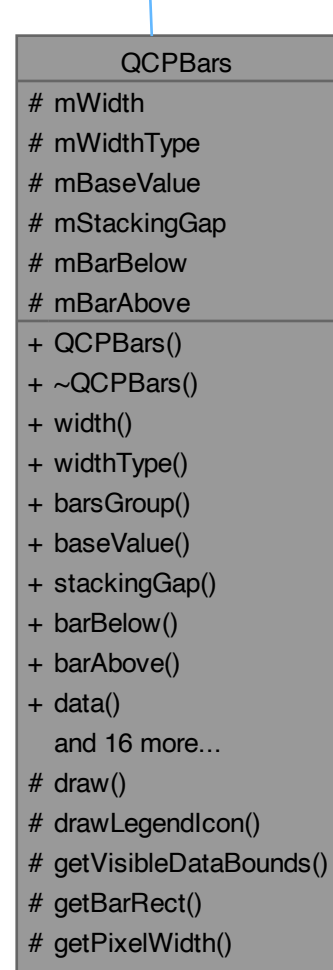 QCPBars
# mWidth
# mWidthType
# mBaseValue
# mStackingGap
# mBarBelow
# mBarAbove
+ QCPBars()
+ ~QCPBars()
+ width()
+ widthType()
+ barsGroup()
+ baseValue()
+ stackingGap()
+ barBelow()
+ barAbove()
+ data()
and 16 more...
# draw()
# drawLegendIcon()
# getVisibleDataBounds()
# getBarRect()
# getPixelWidth()